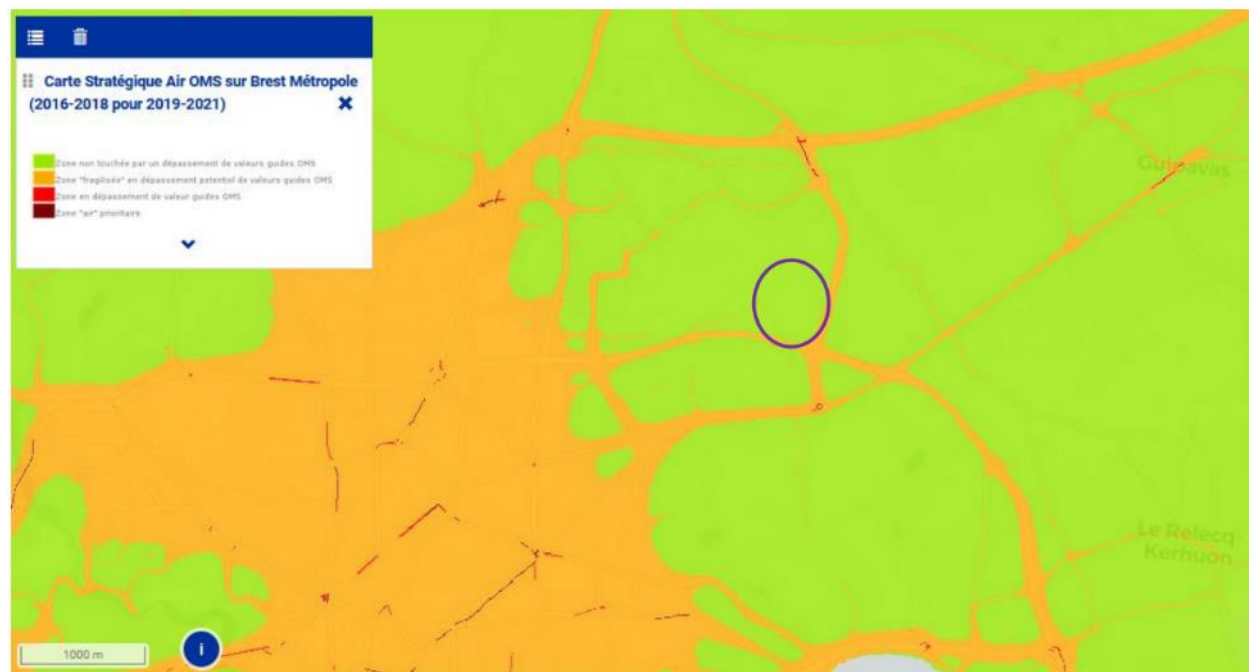 Carte Stratégique Air OMS sur Brest Métropole
(2016-2018 pour 2019-2021)
Zone non touchée par un dépassement de valeurs guides OMS
Zone "fragilisée" en dépassement potentiel de valeurs guides OMS
Zone en dépassement de valeur guides OMS
Zone "air" prioritaire
Guipavas
Le Relecq-
Kerhuon
1000 m
i